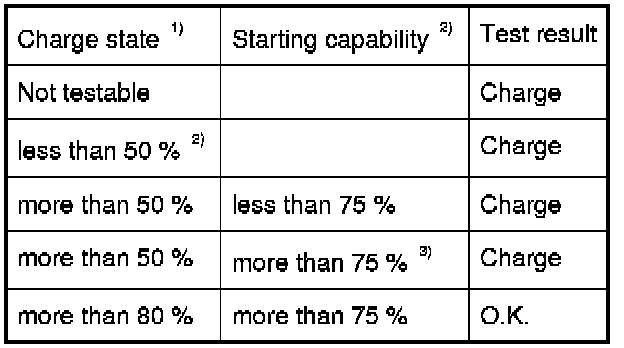 Charge state 1) Starting capability 2) Test result
Not testable Charge
less than 50 % 2) Charge
more than 50 % less than 75 % Charge
more than 50 % more than 75 % 3) Charge
more than 80 % more than 75 % O.K.